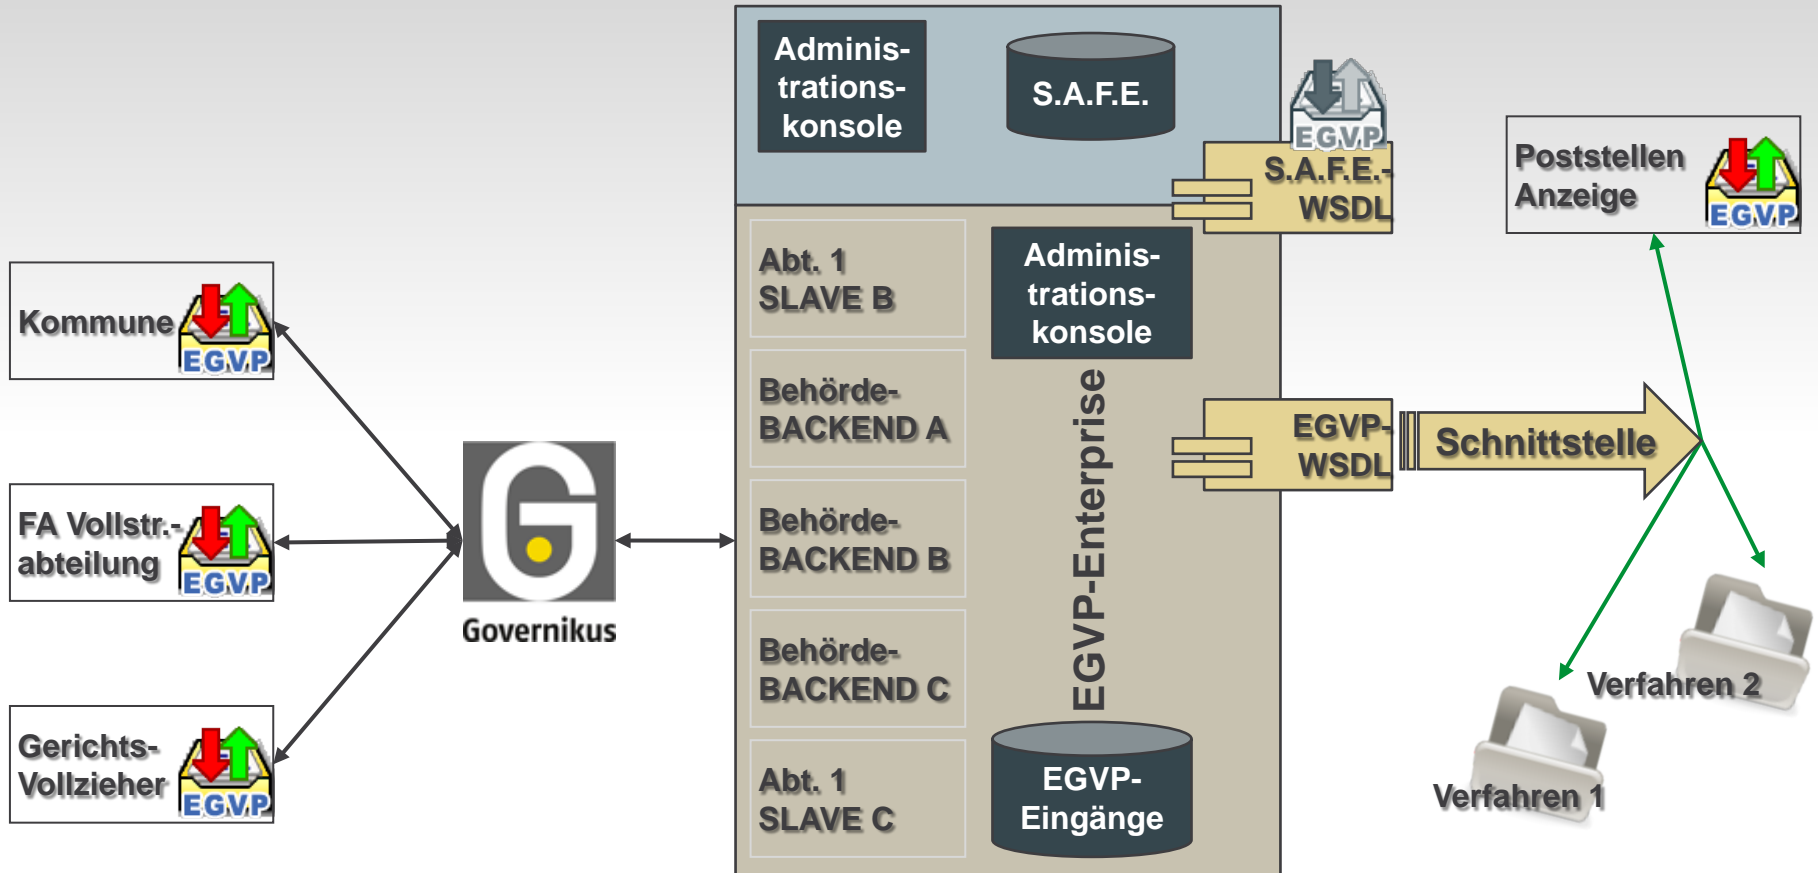 Kommune
EGVP
FA Vollstr.-
abteilung
EGVP
Gerichts-
Vollzieher
EGVP
Governikus
Adminis-
trations-
konsole
S.A.F.E.
EGVP
S.A.F.E.-
WSDL
Abt. 1
SLAVE B
Behörde-
BACKEND A
Behörde-
BACKEND B
Behörde-
BACKEND C
Abt. 1
SLAVE C
Adminis-
trations-
konsole
EGVP-Enterprise
EGVP-
Eingänge
EGVP-
WSDL
Schnittstelle
Poststellen
Anzeige
EGVP
Verfahren 2
Verfahren 1